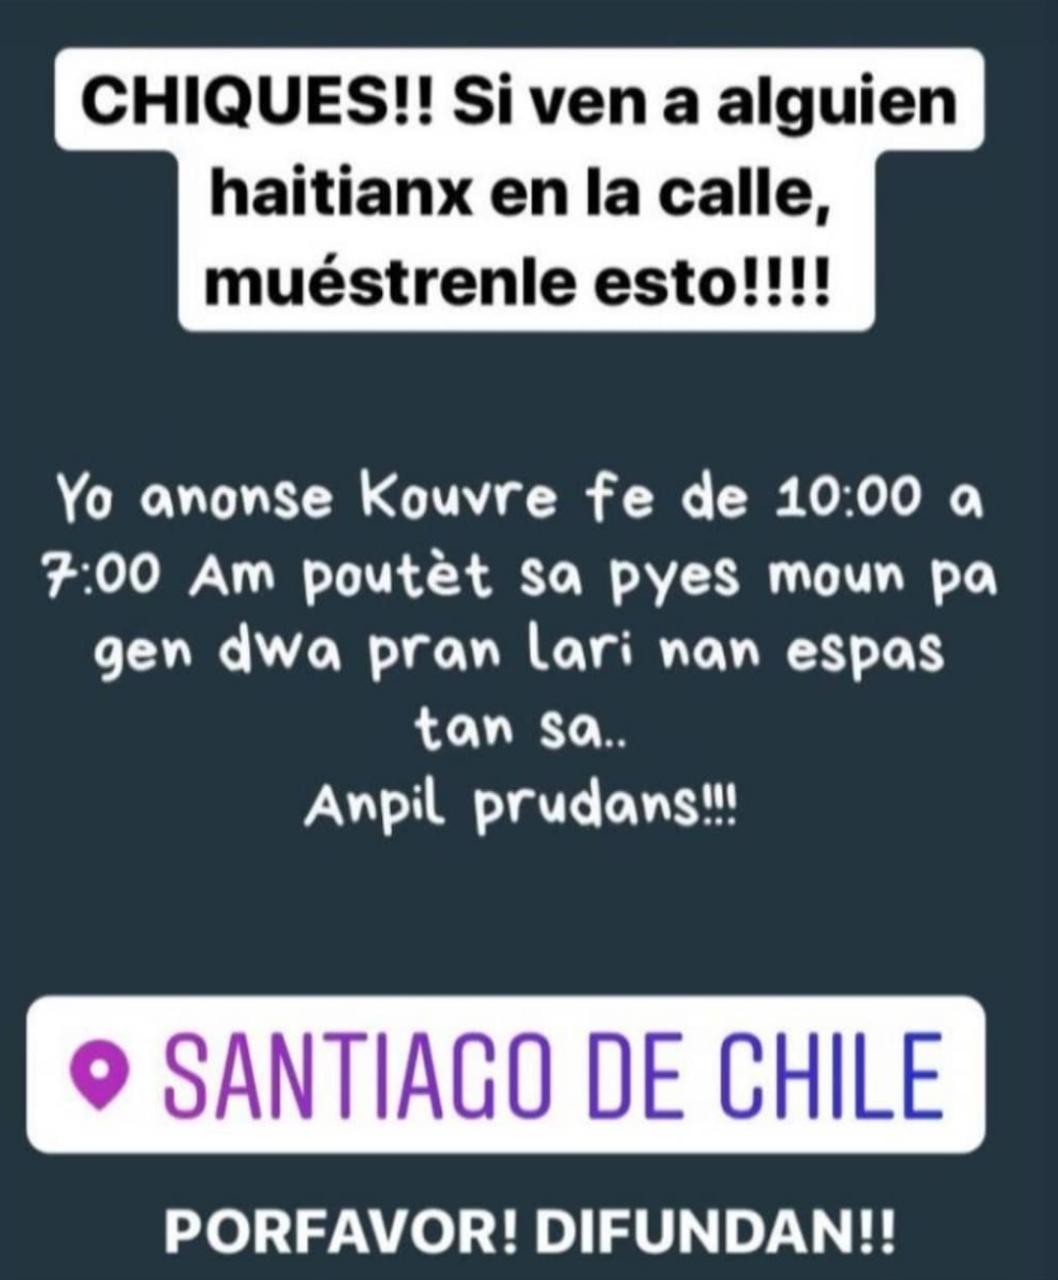 CHIQUES!! Si ven a alguien
haitianx en la calle,
muéstrenle esto!!!!
Yo anonse Kouvre fe de 10:00 a
7:00 Am poutèt sa pyes moun pa
gen dwa pran lari nan espas
tan sa..
Anpil prudans!!!
SANTIAGO DE CHILE
PORFAVOR! DIFUNDAN!!